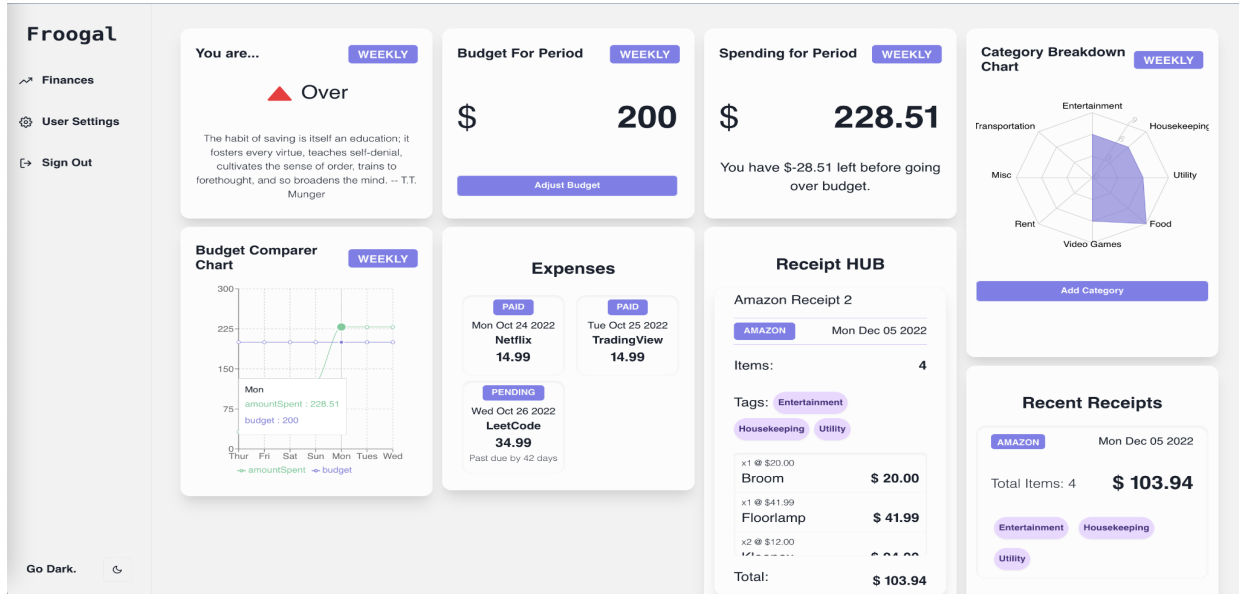 Froogal
Finances
User Settings
Sign Out
Go Dark.
You are...
WEEKLY
Over
The habit of saving is itself an education; it
fosters every virtue, teaches self-denial,
cultivates the sense of order, trains to
forethought, and so broadens the mind. -- T.T.
Munger
Budget For Period
WEEKLY
$ 200
Adjust Budget
Spending for Period
WEEKLY
$ 228.51
You have $-28.51 left before going
over budget.
Category Breakdown
Chart
WEEKLY
Entertainment
Transportation
Housekeeping
Misc
Utility
Rent
Food
Video Games
Add Category
Budget Comparer
Chart
WEEKLY
300
225
150
75
0
Mon
amountSpent : 228.51
budget : 200
Thur Fri Sat Sun Mon Tues Wed
amountSpent budget
Expenses
PAID
Mon Oct 24 2022
Netflix
14.99
PAID
Tue Oct 25 2022
TradingView
14.99
PENDING
Wed Oct 26 2022
LeetCode
34.99
Past due by 42 days
Receipt HUB
Amazon Receipt 2
AMAZON Mon Dec 05 2022
Items: 4
Tags: Entertainment
Housekeeping Utility
x1 @ $20.00
Broom $ 20.00
x1 @ $41.99
Floorlamp $ 41.99
x2 @ $12.00
Total: $ 103.94
Recent Receipts
AMAZON Mon Dec 05 2022
Total Items: 4 $ 103.94
Entertainment Housekeeping
Utility